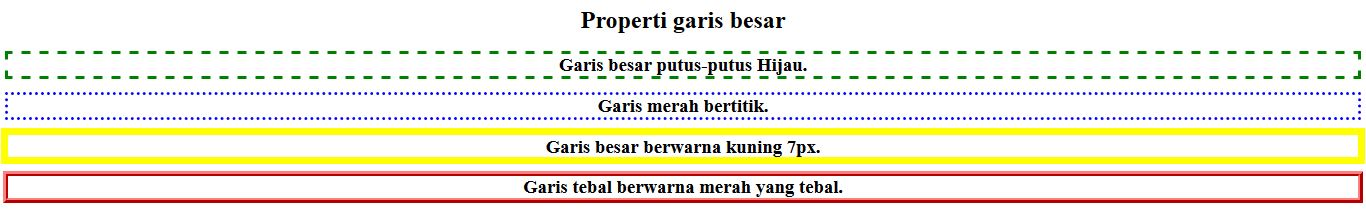 Properti garis besar
Garis besar putus-putus Hijau.
Garis merah bertitik.
Garis besar berwarna kuning 7px.
Garis tebal berwarna merah yang tebal.